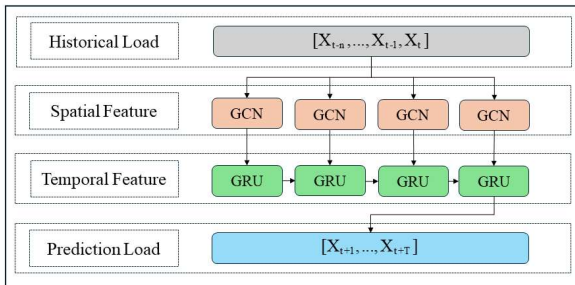 Historical Load
[X_{t-n},...,X_{t-1},X_t]
Spatial Feature
GCN GCN GCN GCN
Temporal Feature
GRU GRU GRU GRU
Prediction Load
[X_{t+1},...,X_{t+T}]